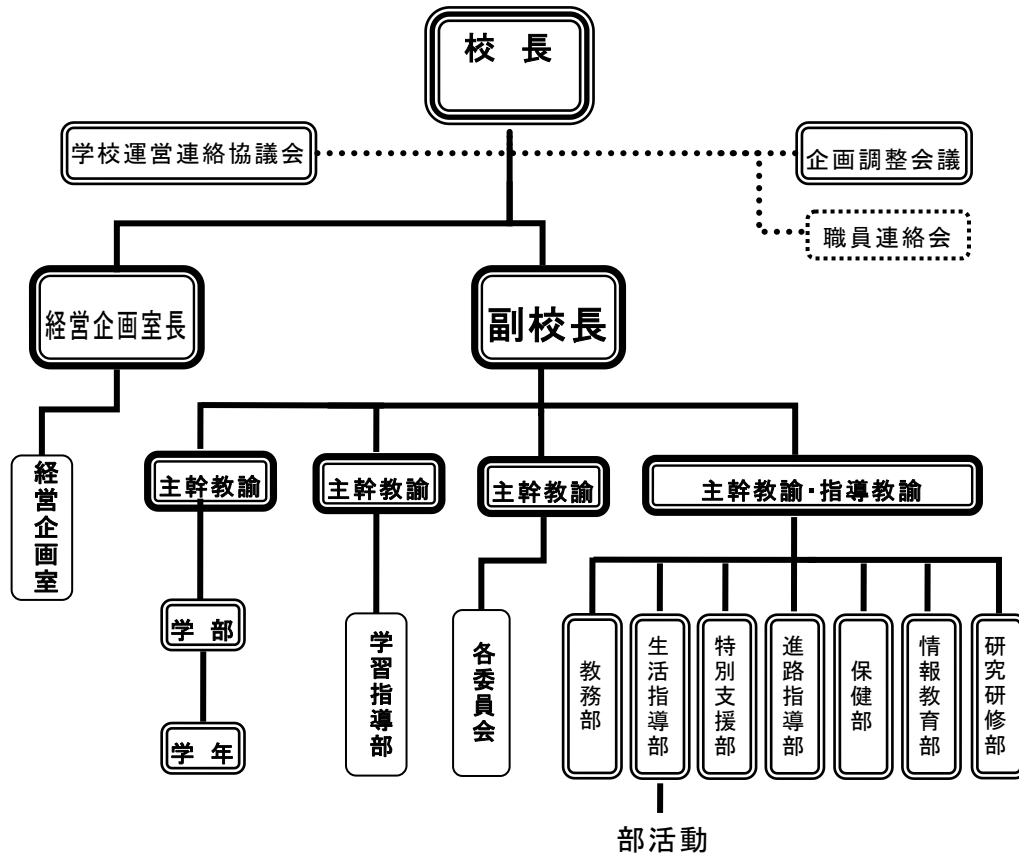 校 長
学校運営連絡協議会
企画調整会議
職員連絡会
経営企画室長
副校長
経営企画室
主幹教諭
主幹教諭
主幹教諭
主幹教諭・指導教諭
学 部
学 年
学習指導部
各委員会
教務部
生活指導部
特別支援部
進路指導部
保健部
情報教育部
研究研修部
部活動